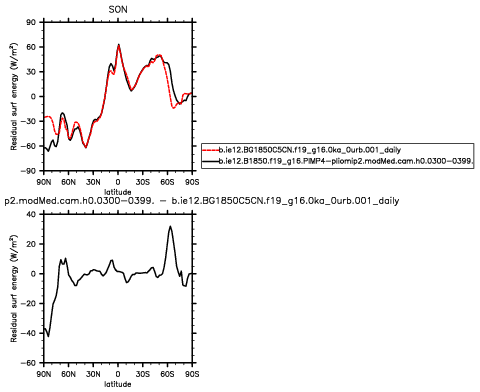 SON
90
60
30
0
-30
-60
-90
Residual surf energy (W/m²)
90N 60N 30N 0 30S 60S 90S
latitude
b.ie12.BG1850C5CN.f19_g16.0ka_0urb.001_daily
b.ie12.B1850.f19_g16.PlMP4-pliomip2.modMed.cam.h0.0300-0399.
p2.modMed.cam.h0.0300-0399. - b.ie12.BG1850C5CN.f19_g16.0ka_0urb.001_daily
40
20
0
-20
-40
-60
Residual surf energy (W/m²)
90N 60N 30N 0 30S 60S 90S
latitude